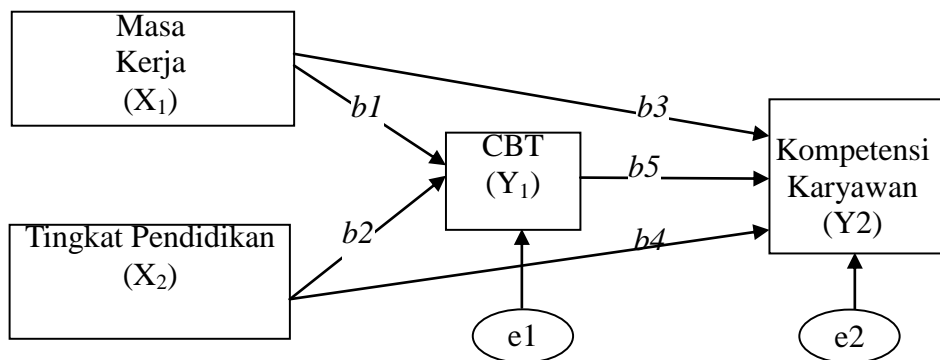 Masa
Kerja
(X₁)
b1
b3
CBT
(Y₁)
b5
Kompetensi
Karyawan
(Y2)
Tingkat Pendidikan
(X₂)
b2
b4
e1
e2